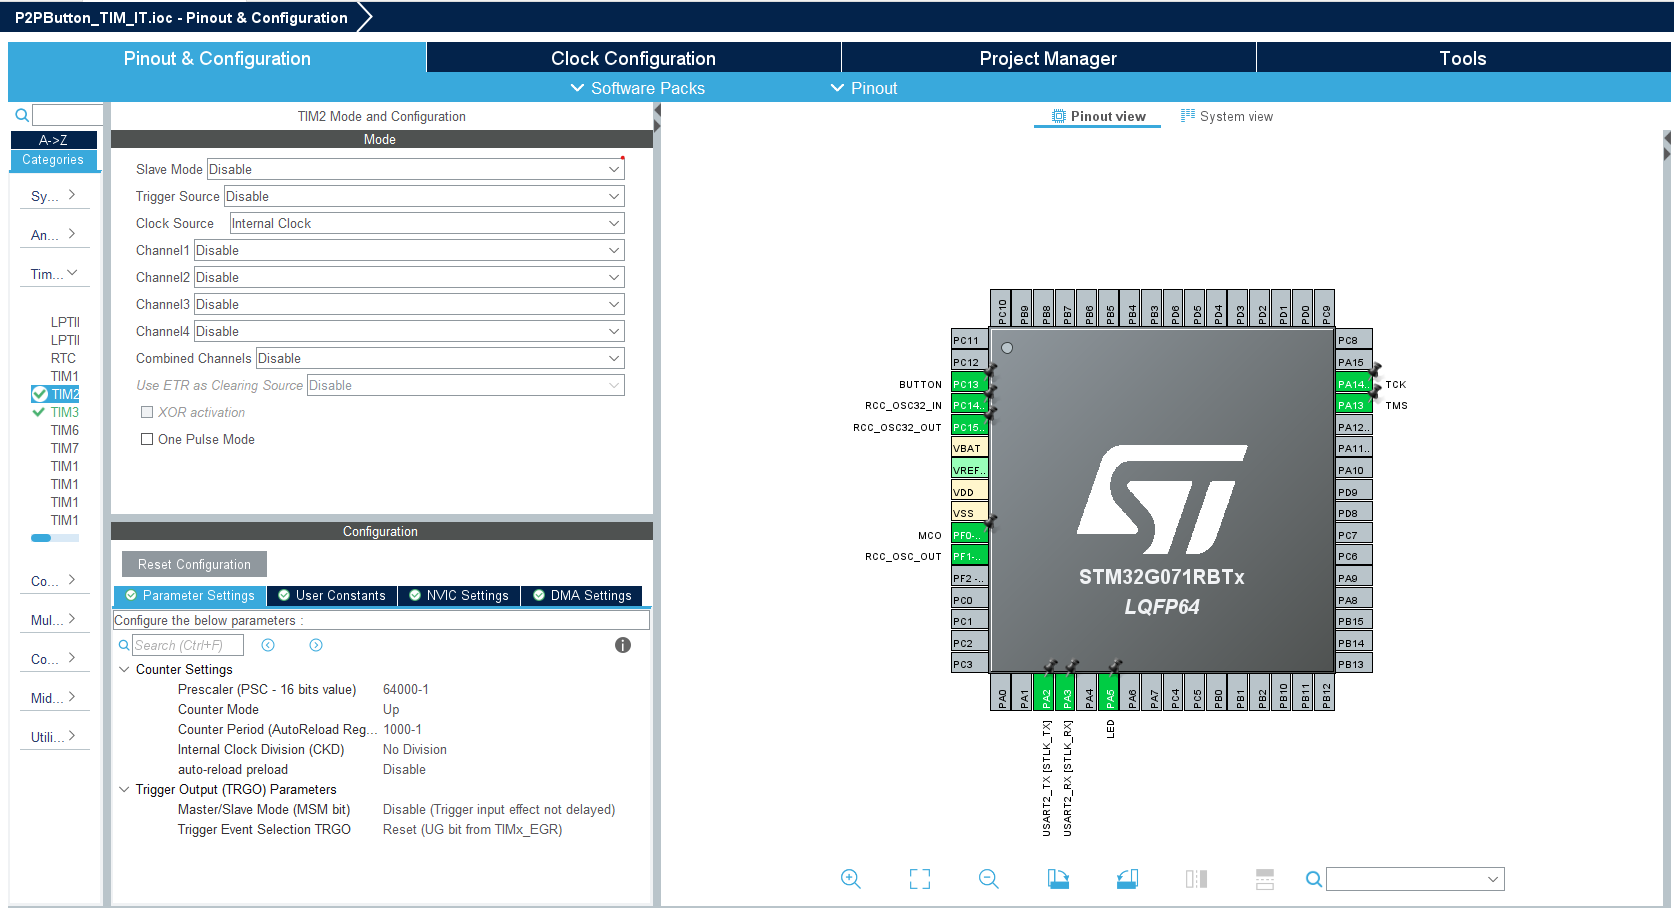 P2PButton_TIM_IT.ioc - Pinout & Configuration
Pinout & Configuration
Clock Configuration
Project Manager
Tools
Software Packs
Pinout
A->Z
Categories
Sy...
An...
Tim...
LPTII
LPTII
RTC
TIM1
TIM2
TIM3
TIM6
TIM7
TIM1
TIM1
TIM1
TIM1
Co...
Mul...
Co...
Mid...
Utili...
TIM2 Mode and Configuration
Mode
Slave Mode Disable
Trigger Source Disable
Clock Source Internal Clock
Channel1 Disable
Channel2 Disable
Channel3 Disable
Channel4 Disable
Combined Channels Disable
Use ETR as Clearing Source Disable
XOR activation
One Pulse Mode
Configuration
Reset Configuration
Parameter Settings
User Constants
NVIC Settings
DMA Settings
Configure the below parameters :
Search (Ctrl+F)
Counter Settings
Prescaler (PSC - 16 bits value) 64000-1
Counter Mode Up
Counter Period (AutoReload Reg... 1000-1
Internal Clock Division (CKD) No Division
auto-reload preload Disable
Trigger Output (TRGO) Parameters
Master/Slave Mode (MSM bit) Disable (Trigger input effect not delayed)
Trigger Event Selection TRGO Reset (UG bit from TIMx_EGR)
Pinout view
System view
PC10
PB9
PB8
PB7
PB6
PB5
PB4
PB3
PD6
PD5
PD4
PD3
PD2
PD1
PD0
PC9
PC11
PC12
BUTTON PC13
RCC_OSC32_IN PC14..
RCC_OSC32_OUT PC15..
VBAT
VREF..
VDD
VSS
MCO PF0-..
RCC_OSC_OUT PF1-..
PF2 -..
PC0
PC1
PC2
PC3
STM32G071RBTx
LQFP64
PC8
PA15
PA14.. TCK
PA13 TMS
PA12..
PA11..
PA10
PD9
PD8
PC7
PC6
PA9
PA8
PB15
PB14
PB13
PA0
PA1
PA2
PA3
PA4
PA5
PA6
PA7
PC4
PC5
PB0
PB1
PB2
PB10
PB11
PB12
USART2_TX [STLK_TX]
USART2_RX [STLK_RX]
LED